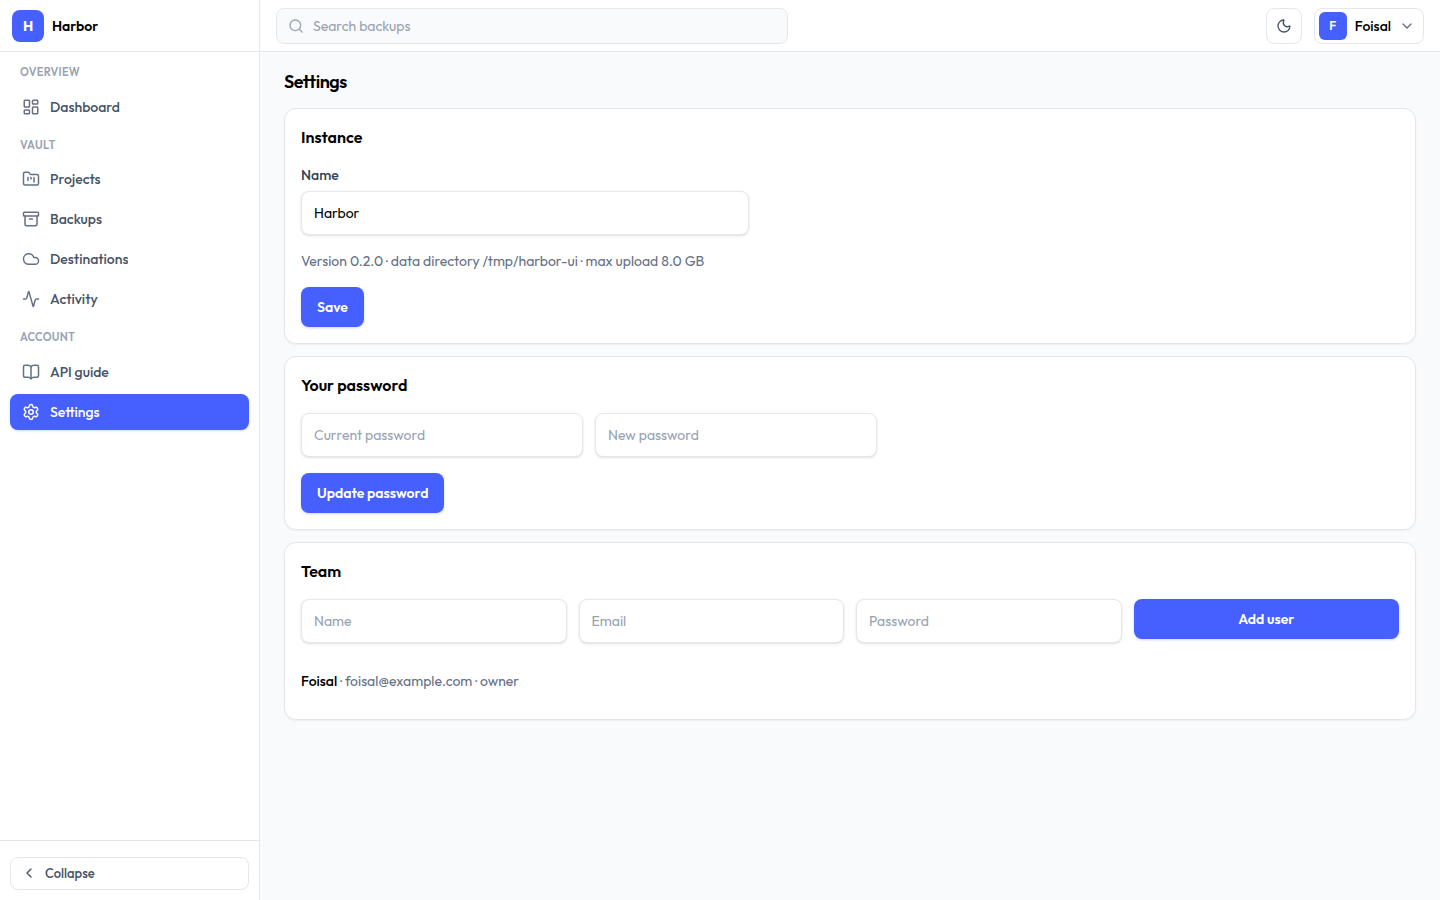 H Harbor
Search backups
F Foisal
OVERVIEW
Dashboard
VAULT
Projects
Backups
Destinations
Activity
ACCOUNT
API guide
Settings
Collapse
Settings
Instance
Name
Harbor
Version 0.2.0 · data directory /tmp/harbor-ui · max upload 8.0 GB
Save
Your password
Current password New password
Update password
Team
Name Email Password Add user
Foisal · foisal@example.com · owner